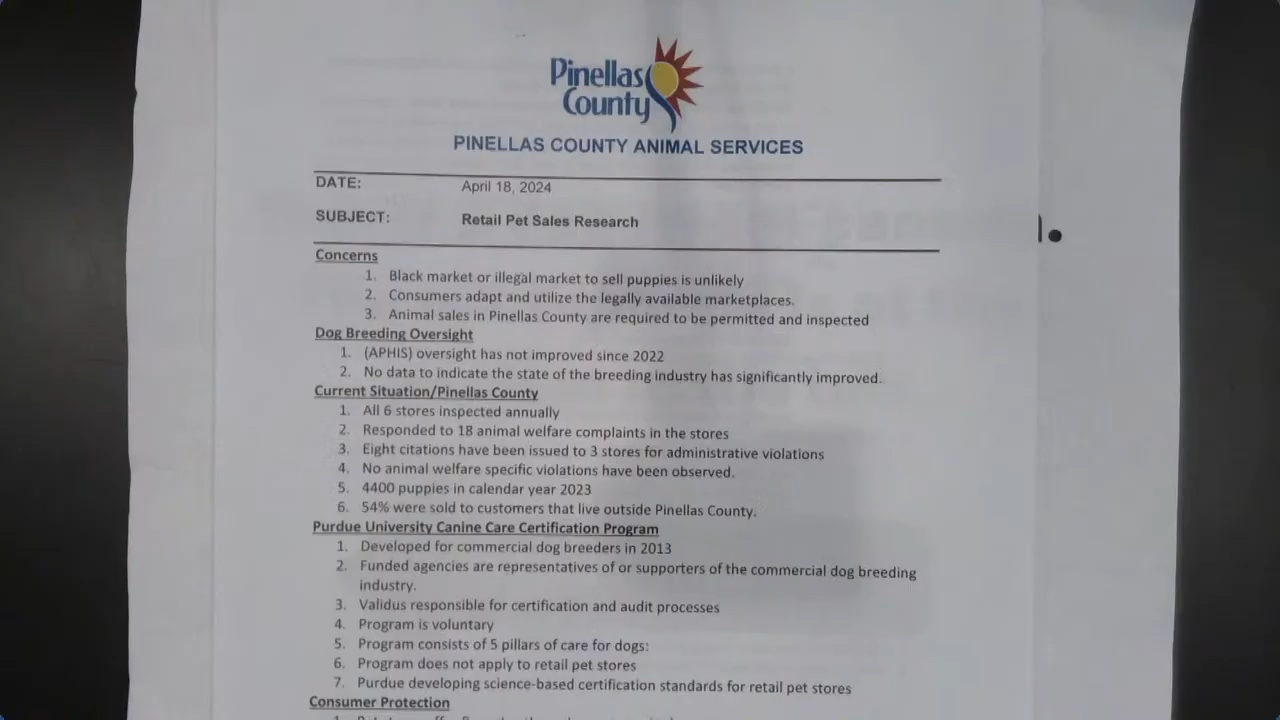 Pinellas
County
PINELLAS COUNTY ANIMAL SERVICES
DATE: April 18, 2024
SUBJECT: Retail Pet Sales Research
Concerns
1. Black market or illegal market to sell puppies is unlikely
2. Consumers adapt and utilize the legally available marketplaces.
3. Animal sales in Pinellas County are required to be permitted and inspected
Dog Breeding Oversight
1. (APHIS) oversight has not improved since 2022
2. No data to indicate the state of the breeding industry has significantly improved.
Current Situation/Pinellas County
1. All 6 stores inspected annually
2. Responded to 18 animal welfare complaints in the stores
3. Eight citations have been issued to 3 stores for administrative violations
4. No animal welfare specific violations have been observed.
5. 4400 puppies in calendar year 2023
6. 54% were sold to customers that live outside Pinellas County.
Purdue University Canine Care Certification Program
1. Developed for commercial dog breeders in 2013
2. Funded agencies are representatives of or supporters of the commercial dog breeding
industry.
3. Validus responsible for certification and audit processes
4. Program is voluntary
5. Program consists of 5 pillars of care for dogs:
6. Program does not apply to retail pet stores
7. Purdue developing science-based certification standards for retail pet stores
Consumer Protection